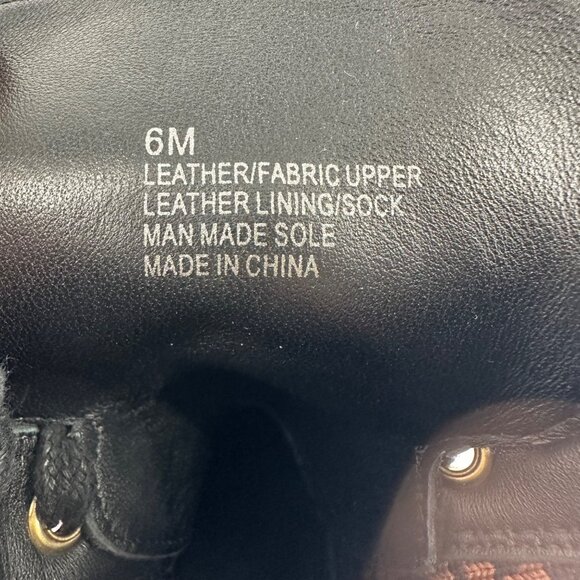 6M
LEATHER/FABRIC UPPER
LEATHER LINING/SOCK
MAN MADE SOLE
MADE IN CHINA